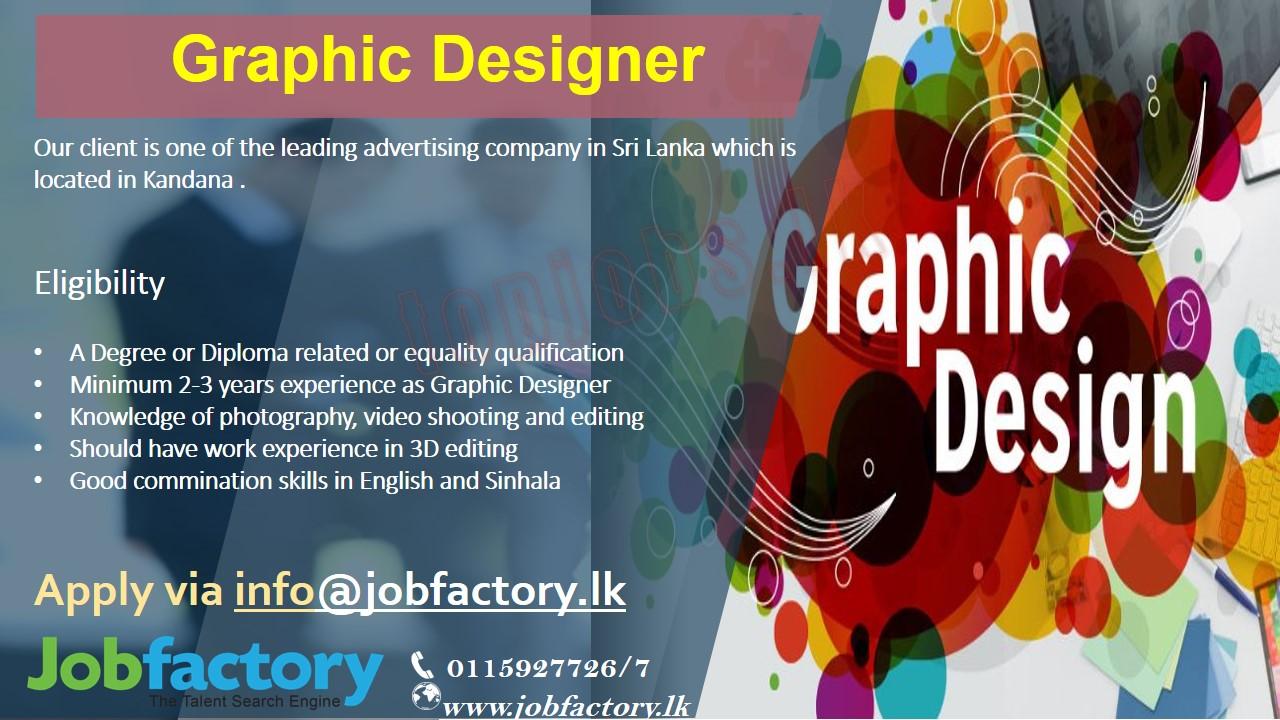 Graphic Designer
Our client is one of the leading advertising company in Sri Lanka which is
located in Kandana .
Eligibility
• A Degree or Diploma related or equality qualification
• Minimum 2-3 years experience as Graphic Designer
• Knowledge of photography, video shooting and editing
• Should have work experience in 3D editing
• Good commination skills in English and Sinhala
Apply via info@jobfactory.lk
Jobfactory
The Talent Search Engine
0115927726/7
www.jobfactory.lk
Graphic
Design